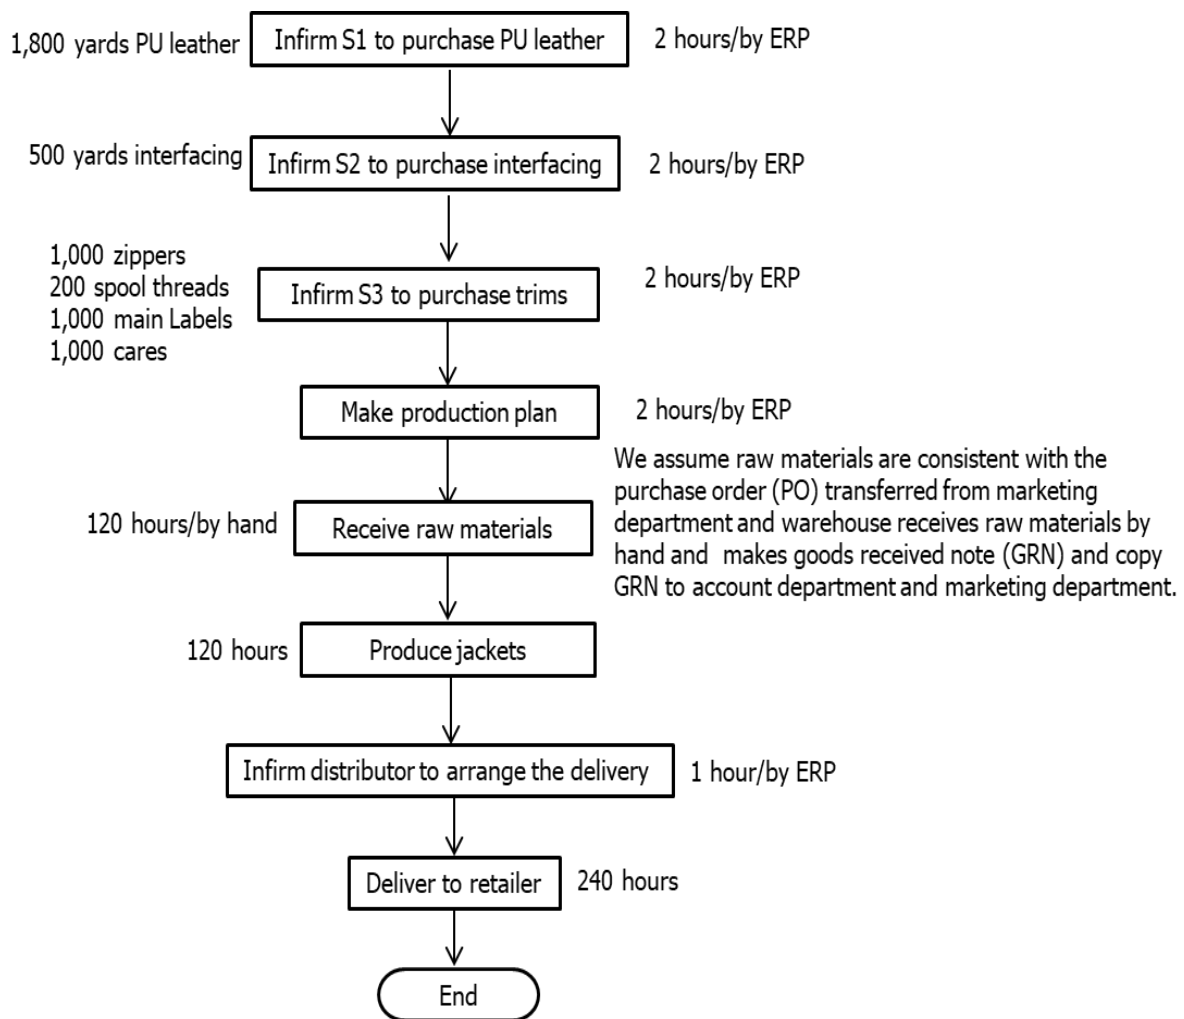 1,800 yards PU leather
Infirm S1 to purchase PU leather
2 hours/by ERP
500 yards interfacing
Infirm S2 to purchase interfacing
2 hours/by ERP
1,000 zippers
200 spool threads
1,000 main Labels
1,000 cares
Infirm S3 to purchase trims
2 hours/by ERP
Make production plan
2 hours/by ERP
We assume raw materials are consistent with the
purchase order (PO) transferred from marketing
department and warehouse receives raw materials by
hand and makes goods received note (GRN) and copy
GRN to account department and marketing department.
120 hours/by hand
Receive raw materials
120 hours
Produce jackets
Infirm distributor to arrange the delivery
1 hour/by ERP
Deliver to retailer
240 hours
End